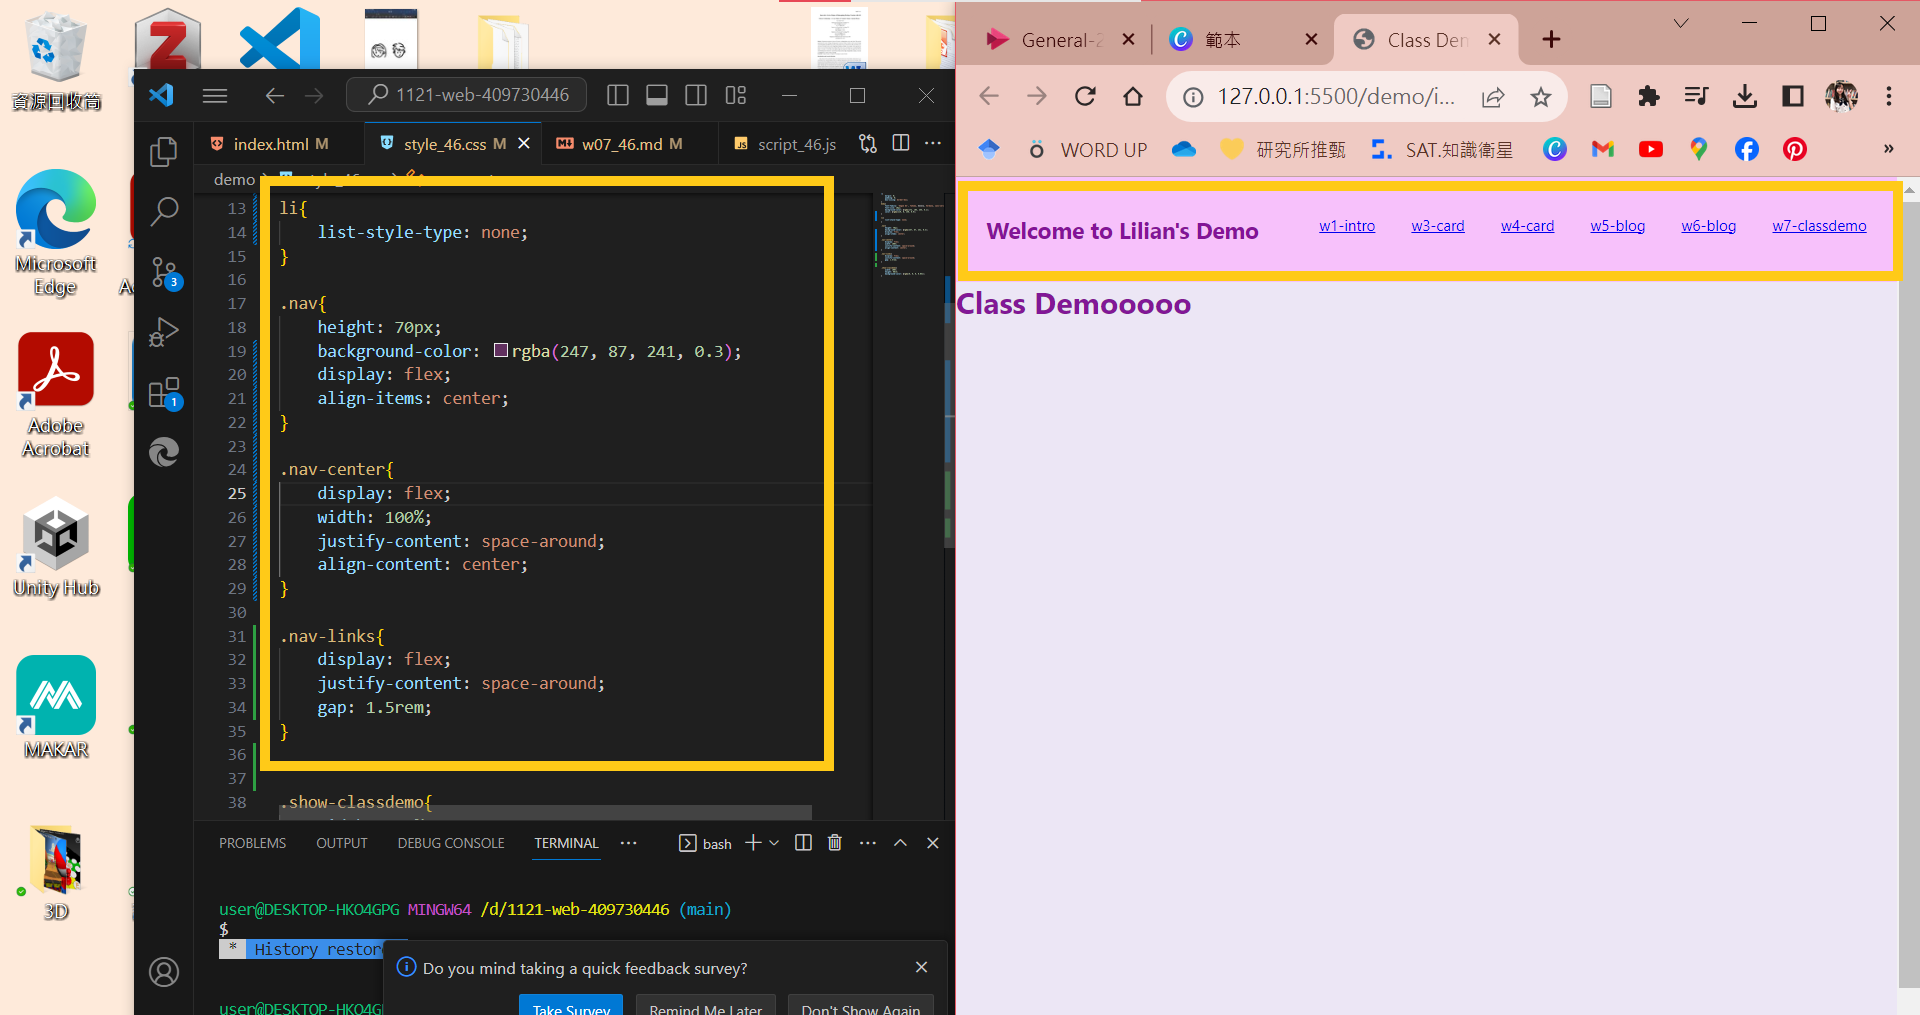 資源回收筒
Microsoft
Edge
Adobe
Acrobat
Unity Hub
MAKAR
3D
1121-web-409730446
index.html M
style_46.css M
w07_46.md M
script_46.js
demo
13 li{
14 list-style-type: none;
15 }
16
17 .nav{
18 height: 70px;
19 background-color: rgba(247, 87, 241, 0.3);
20 display: flex;
21 align-items: center;
22 }
23
24 .nav-center{
25 display: flex;
26 width: 100%;
27 justify-content: space-around;
28 align-content: center;
29 }
30
31 .nav-links{
32 display: flex;
33 justify-content: space-around;
34 gap: 1.5rem;
35 }
36
37
38 .show-classdemo{
3
1
PROBLEMS OUTPUT DEBUG CONSOLE TERMINAL ··· bash
user@DESKTOP-HKO4GPG MINGW64 /d/1121-web-409730446 (main)
$
* History restor
user@DESKTOP-HKO4G
Do you mind taking a quick feedback survey?
Take Survey Remind Me Later Don't Show Again
General-2 範本 Class Den
127.0.0.1:5500/demo/i...
WORD UP 研究所推甄 SAT.知識衛星 »
Welcome to Lilian's Demo w1-intro w3-card w4-card w5-blog w6-blog w7-classdemo
Class Demooooo